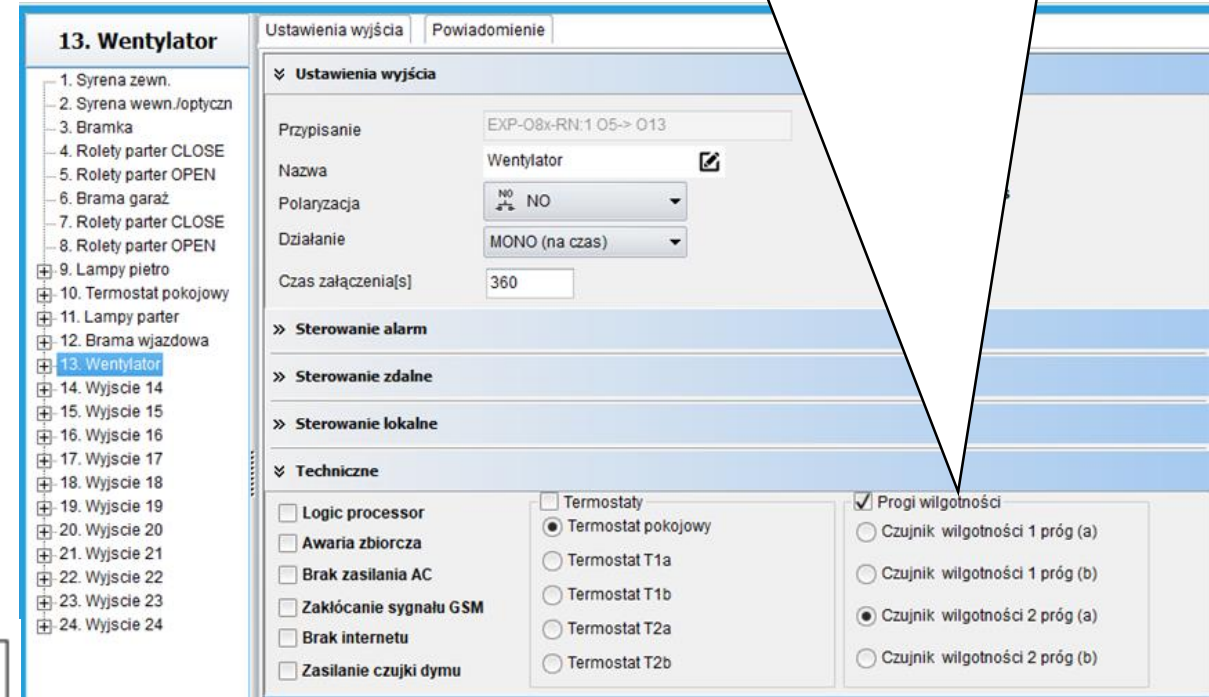 13. Wentylator
1. Syrena zewn.
2. Syrena wewn./optyczn
3. Bramka
4. Rolety parter CLOSE
5. Rolety parter OPEN
6. Brama garaż
7. Rolety parter CLOSE
8. Rolety parter OPEN
9. Lampy pietro
10. Termostat pokojowy
11. Lampy parter
12. Brama wjazdowa
13. Wentylator
14. Wyjscie 14
15. Wyjscie 15
16. Wyjscie 16
17. Wyjscie 17
18. Wyjscie 18
19. Wyjscie 19
20. Wyjscie 20
21. Wyjscie 21
22. Wyjscie 22
23. Wyjscie 23
24. Wyjscie 24
Ustawienia wyjścia Powiadomienie
Ustawienia wyjścia
Przypisanie EXP-O8x-RN:1 O5-> O13
Nazwa Wentylator
Polaryzacja NO NO
Działanie MONO (na czas)
Czas załączenia[s] 360
Sterowanie alarm
Sterowanie zdalne
Sterowanie lokalne
Techniczne
Logic processor
Awaria zbiorcza
Brak zasilania AC
Zakłócanie sygnału GSM
Brak internetu
Zasilanie czujki dymu
Termostaty
Termostat pokojowy
Termostat T1a
Termostat T1b
Termostat T2a
Termostat T2b
Progi wilgotności
Czujnik wilgotności 1 próg (a)
Czujnik wilgotności 1 próg (b)
Czujnik wilgotności 2 próg (a)
Czujnik wilgotności 2 próg (b)